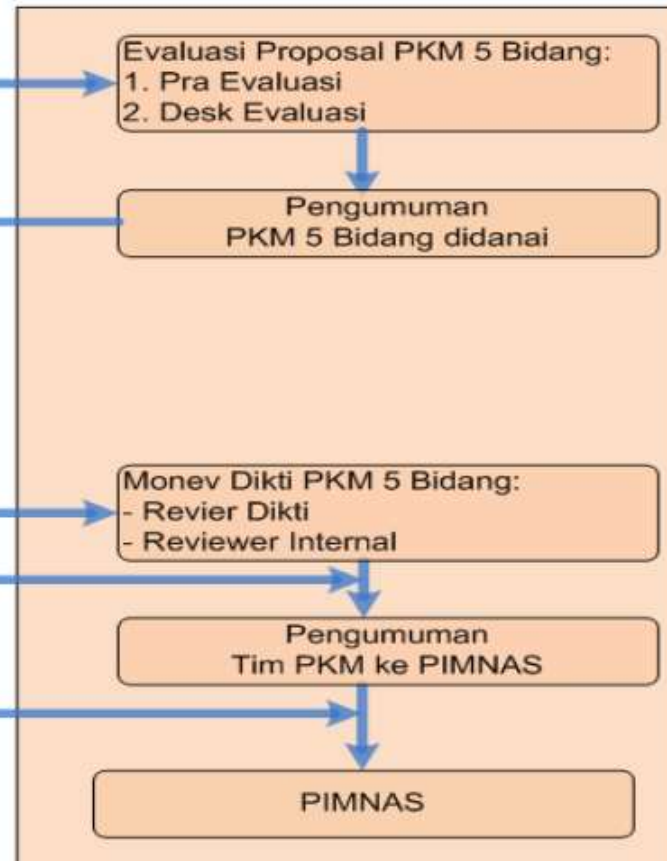 Evaluasi Proposal PKM 5 Bidang:
1. Pra Evaluasi
2. Desk Evaluasi
Pengumuman
PKM 5 Bidang didanai
Monev Dikti PKM 5 Bidang:
- Revier Dikti
- Reviewer Internal
Pengumuman
Tim PKM ke PIMNAS
PIMNAS